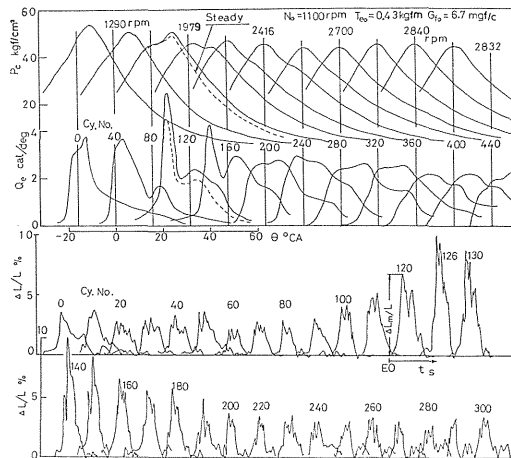 N₀=1100 rpm Te₀=0.43 kgfm Gf₀=6.7 mgf/c
60
Pc kgf/cm²
40
20
1290 rpm
1979
Steady
2416
2700
2840
rpm
2832
4
Qe cal/deg
2
0
Cy. No.
0 40 80 120 160 200 240 280 320 360 400 440
-20 0 20 40 60 θ °CA
10
ΔL/L %
5
0
Cy. No.
0 20 40 60 80 100 120 126 130
ΔLm/L
EO t s
10
ΔL/L %
5
0
140 160 180 200 220 240 260 280 300